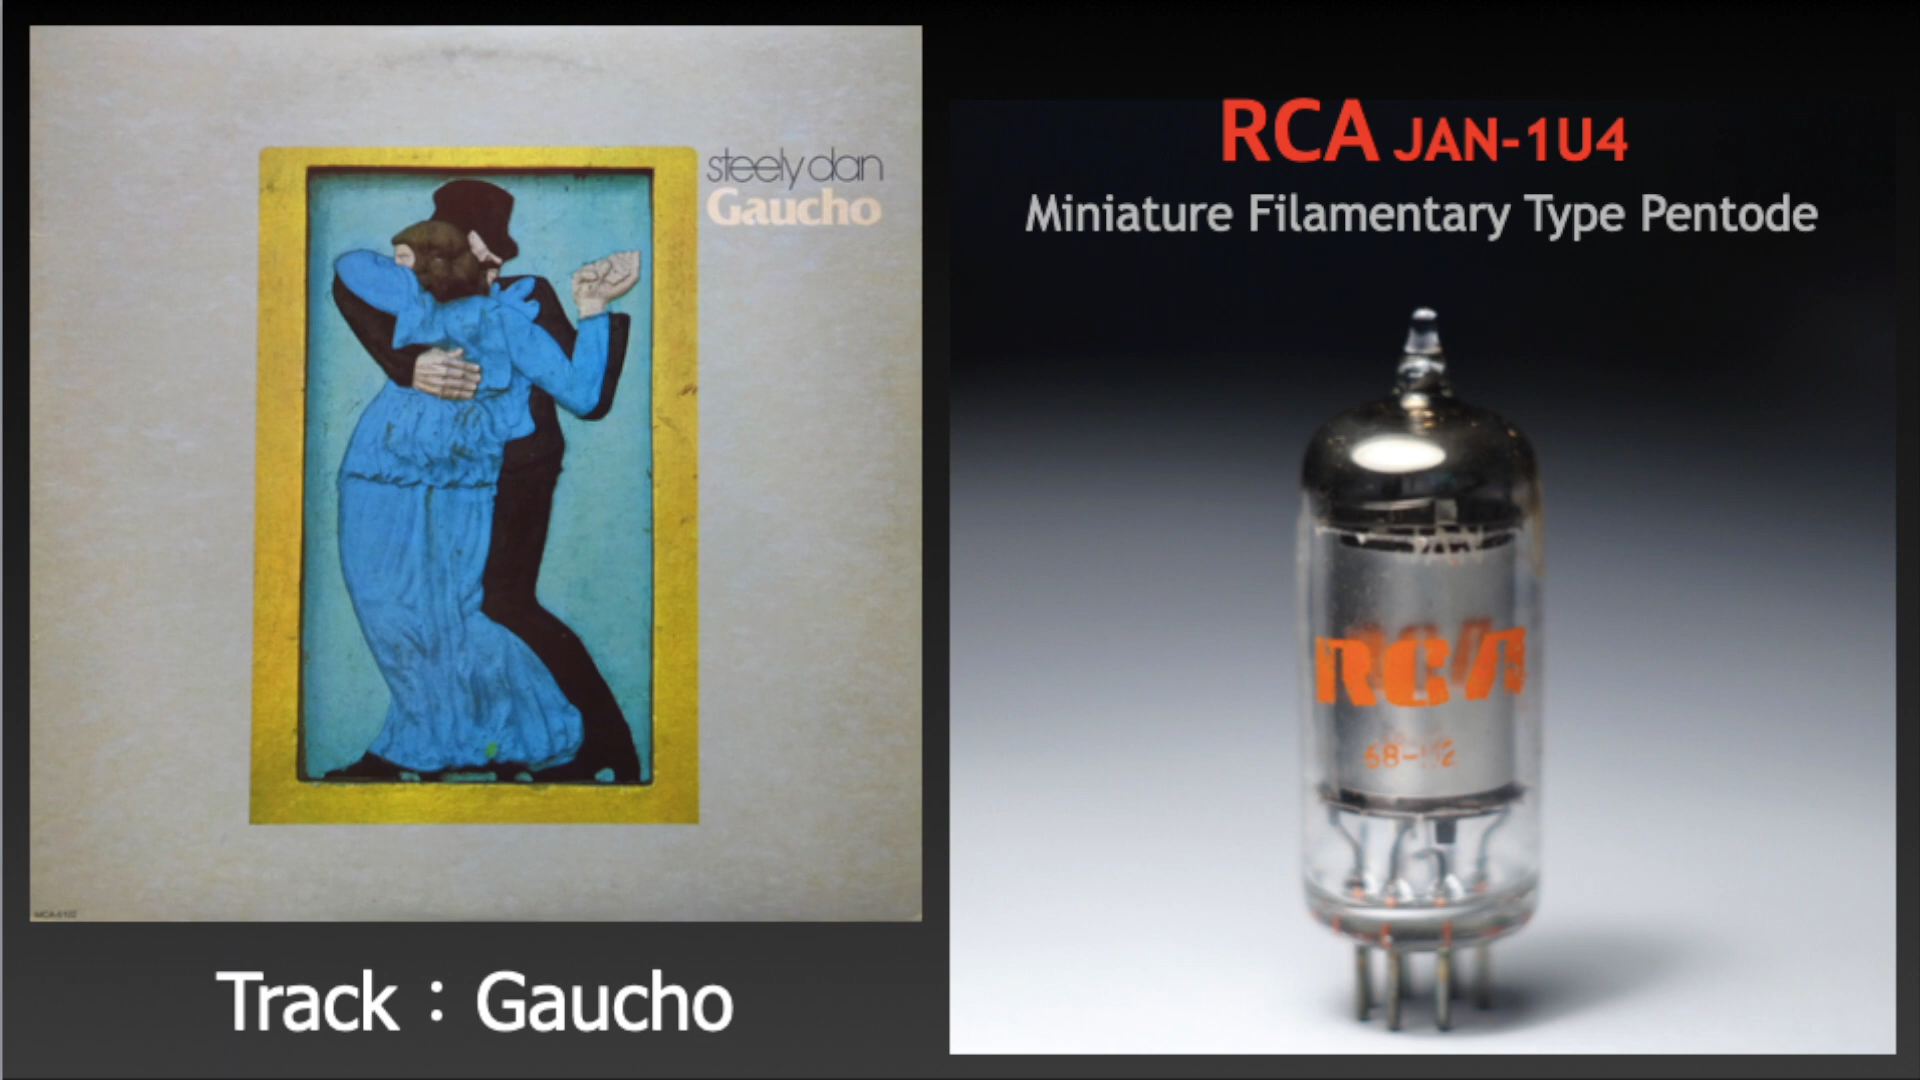 steely dan
Gaucho
Track : Gaucho
RCA JAN-1U4
Miniature Filamentary Type Pentode
RCA